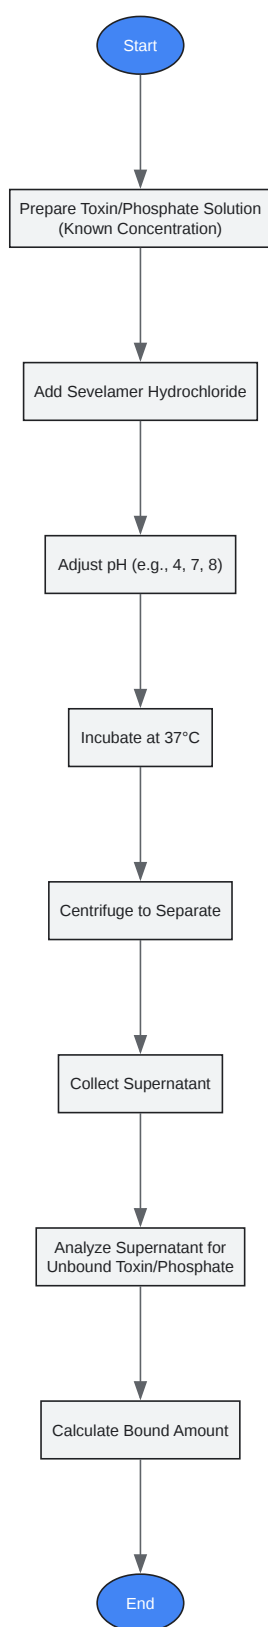 Start
Prepare Toxin/Phosphate Solution
(Known Concentration)
Add Sevelamer Hydrochloride
Adjust pH (e.g., 4, 7, 8)
Incubate at 37°C
Centrifuge to Separate
Collect Supernatant
Analyze Supernatant for
Unbound Toxin/Phosphate
Calculate Bound Amount
End